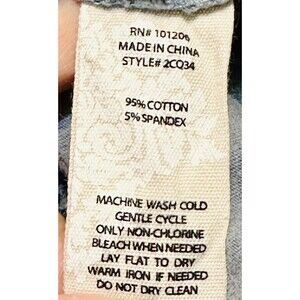 RN# 101206
MADE IN CHINA
STYLE# 2CQ34
95% COTTON
5% SPANDEX
MACHINE WASH COLD
GENTLE CYCLE
ONLY NON-CHLORINE
BLEACH WHEN NEEDED
LAY FLAT TO DRY
WARM IRON IF NEEDED
DO NOT DRY CLEAN